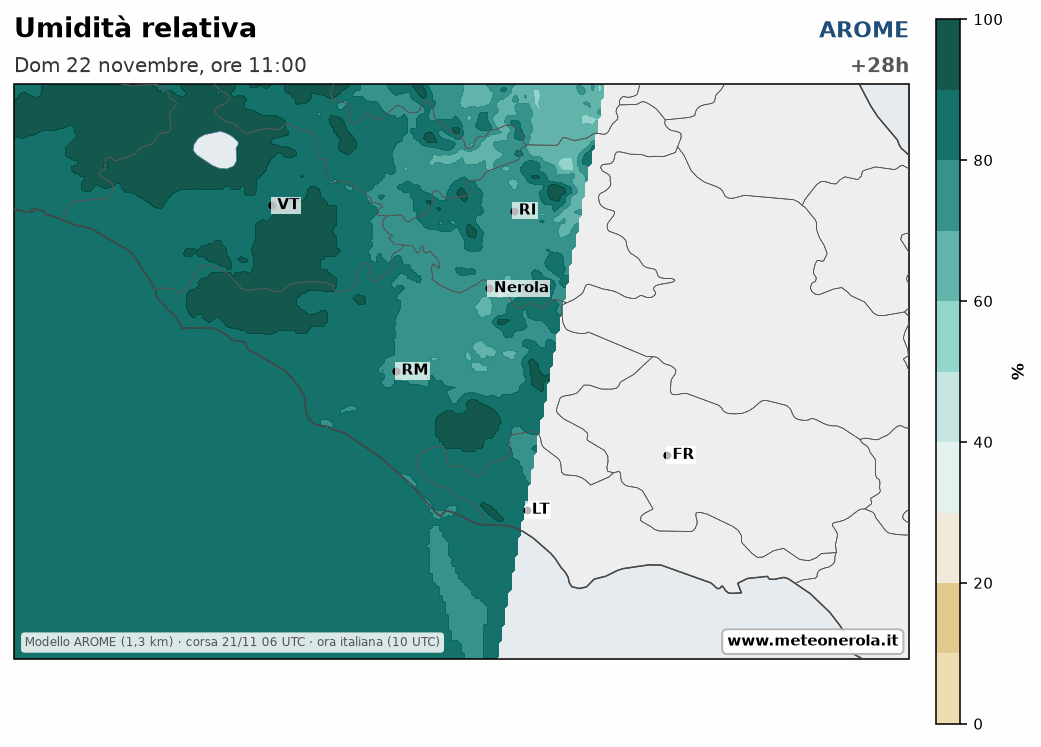 Umidità relativa
AROME
Dom 22 novembre, ore 11:00
+28h
VT
RI
Nerola
RM
FR
LT
Modello AROME (1,3 km) · corsa 21/11 06 UTC · ora italiana (10 UTC)
www.meteonerola.it
100
80
60
40
20
0
%